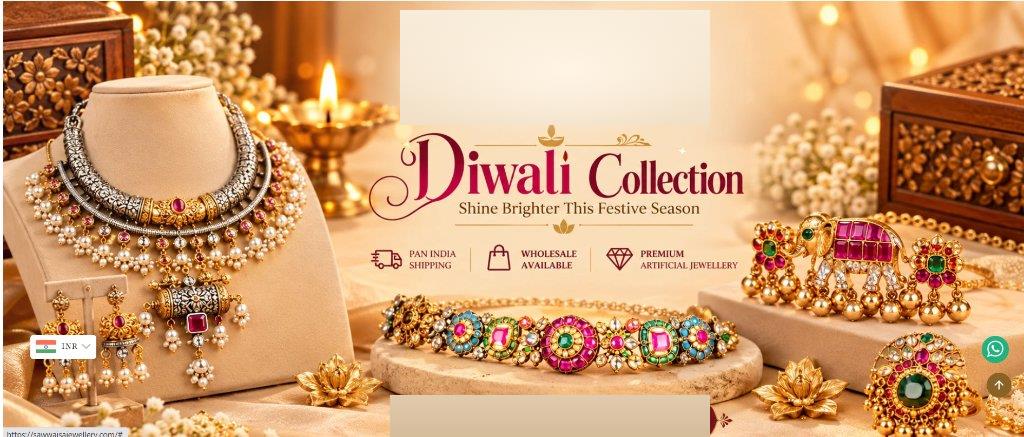 Diwali Collection
Shine Brighter This Festive Season
PAN INDIA
SHIPPING
WHOLESALE
AVAILABLE
PREMIUM
ARTIFICIAL JEWELLERY
INR